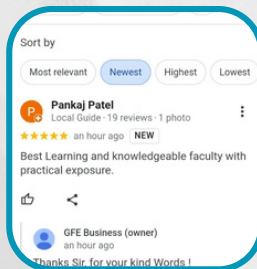 Sort by
Most relevant Newest Highest Lowest
P Pankaj Patel
Local Guide · 19 reviews · 1 photo
★★★★★ an hour ago NEW
Best Learning and knowledgeable faculty with
practical exposure.
GFE Business (owner)
an hour ago
Thanks Sir, for your kind Words !